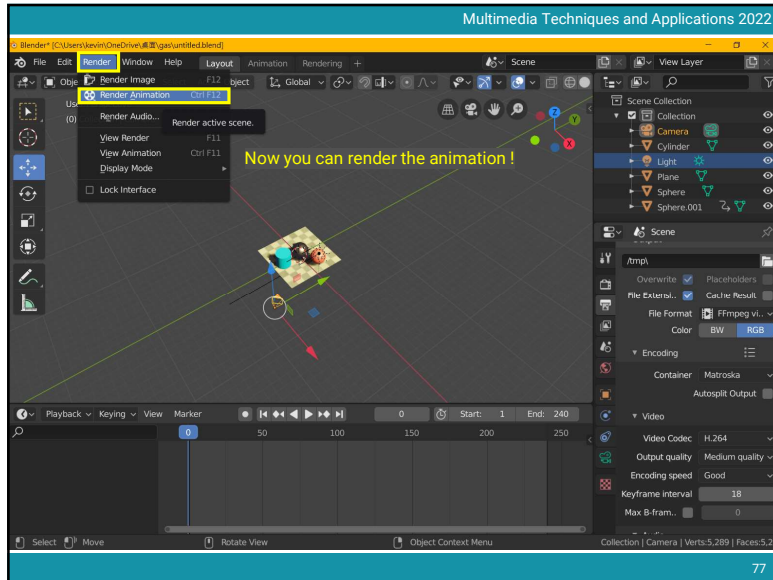 Multimedia Techniques and Applications 2022
Blender* [C:\Users\kevin\OneDrive\桌面\gas\untitled.blend]
File Edit Render Window Help Layout Animation Rendering + Scene View Layer
Obje Render Image F12 bject Global
Render Animation Ctrl F12
Use
(0)
Render Audio...
Render active scene.
View Render F11
View Animation Ctrl F11
Display Mode
Lock Interface
Now you can render the animation !
Scene Collection
Collection
Camera
Cylinder
Light
Plane
Sphere
Sphere.001
Scene
/tmp\
Overwrite Placeholders
File Extensi.. Cache Result
File Format FFmpeg vi..
Color BW RGB
Encoding
Container Matroska
Autosplit Output
Video
Video Codec H.264
Output quality Medium quality
Encoding speed Good
Keyframe interval 18
Max B-fram.. 0
Playback Keying View Marker 0 Start: 1 End: 240
0 50 100 150 200 250
Select Move Rotate View Object Context Menu Collection | Camera | Verts:5,289 | Faces:5,2
77